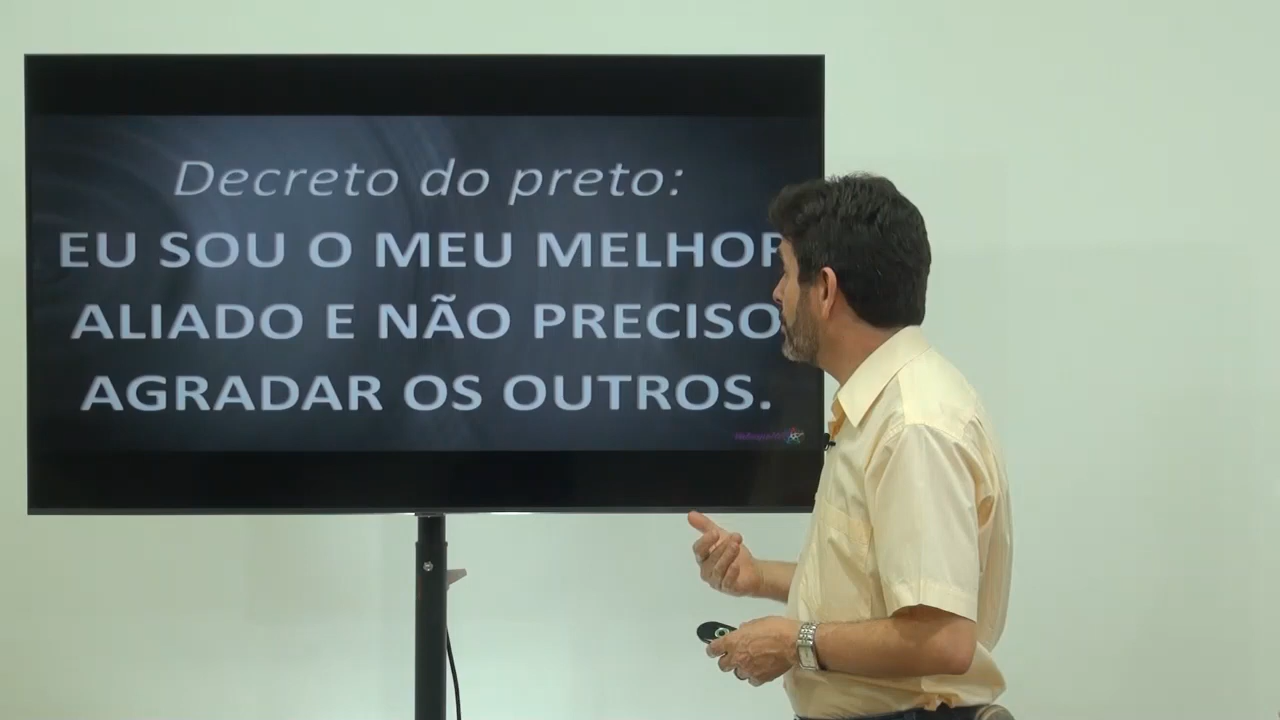 Decreto do preto:
EU SOU O MEU MELHOR
ALIADO E NÃO PRECISO
AGRADAR OS OUTROS.